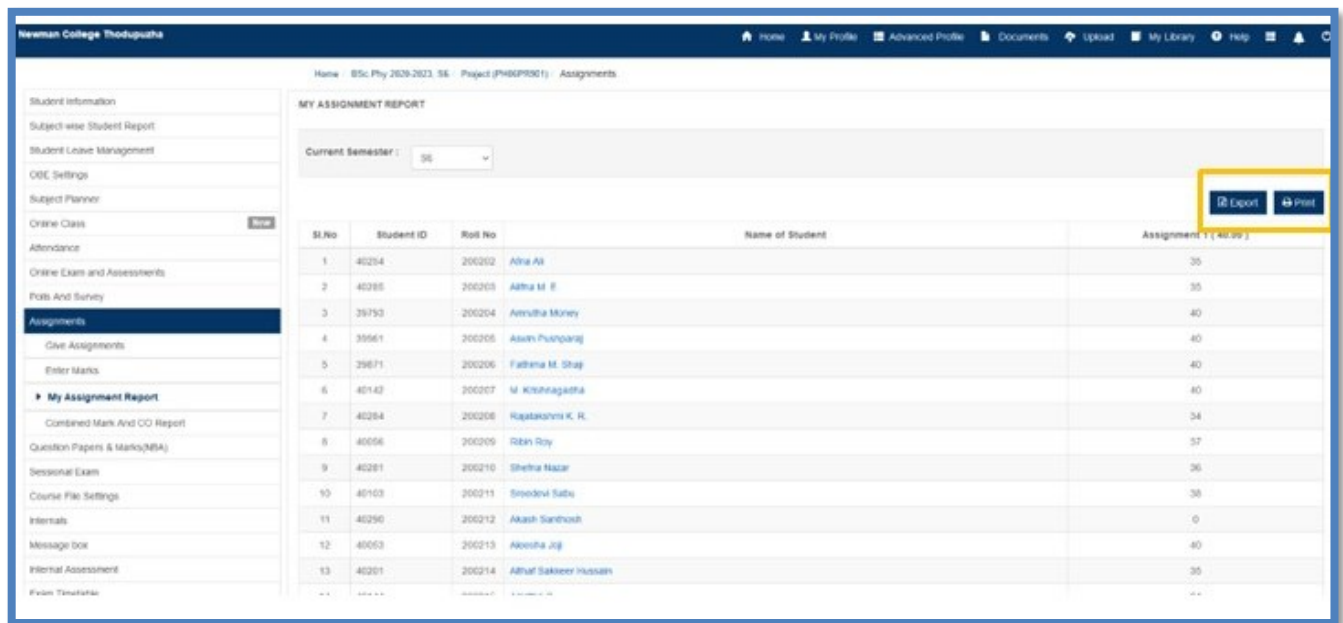 Newman College Thodupuzha
Home My Profile Advanced Profile Documents Upload My Library Help
Home / BSc Phy 2020-2023, S6 / Project (PH06PR901) / Assignments
Student Information
Subject-wise Student Report
Student Leave Management
OBE Settings
Subject Planner
Online Class New
Attendance
Online Exam and Assessments
Polls And Survey
Assignments
Give Assignments
Enter Marks
My Assignment Report
Combined Mark And CO Report
Question Papers & Marks(NBA)
Sessional Exam
Course File Settings
Internals
Message box
Internal Assessment
Exam Timetable
MY ASSIGNMENT REPORT
Current Semester : S6
Export Print
Sl.No Student ID Roll No Name of Student Assignment 1 ( 40.00 )
1 40284 200202 Afna Ali 35
2 40285 200203 M. E. 35
3 39793 200204 Amrutha Money 40
4 200205 Aswin Pushparaj 40
5 39871 200206 Fathima M. Shaji 40
6 40142 200207 M. Krishnagadha 40
7 40284 200208 Rajalakshmi K. R. 34
8 40056 200209 Ribin Roy 37
9 40281 200210 Shefna Nazar 36
10 40103 200211 Sreedevi Sabu 38
11 40290 200212 Akash Santhosh 0
12 40053 200213 Aleesha Joji 40
13 40201 200214 Althaf Sakkeer Hussain 35